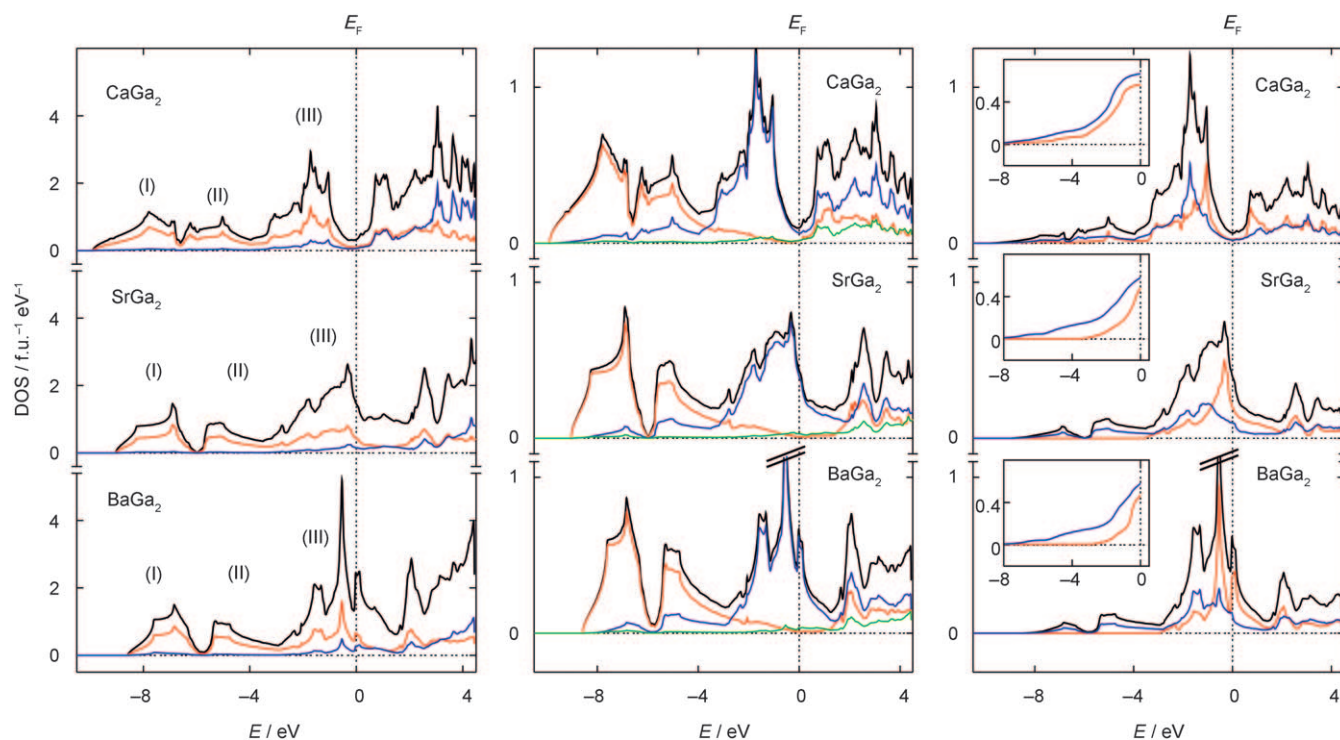 E_F E_F E_F
CaGa₂ (I) (II) (III)
4
2
0
SrGa₂ (I) (II) (III)
4
2
0
BaGa₂ (I) (II) (III)
4
2
0
DOS / f.u.⁻¹ eV⁻¹
–8 –4 0 4
E / eV
CaGa₂
1
0
SrGa₂
1
0
BaGa₂
1
0
–8 –4 0 4
E / eV
CaGa₂
1
0
0.4
0
–8 –4 0
SrGa₂
1
0
0.4
0
–8 –4 0
BaGa₂
1
0
0.4
0
–8 –4 0
–8 –4 0 4
E / eV